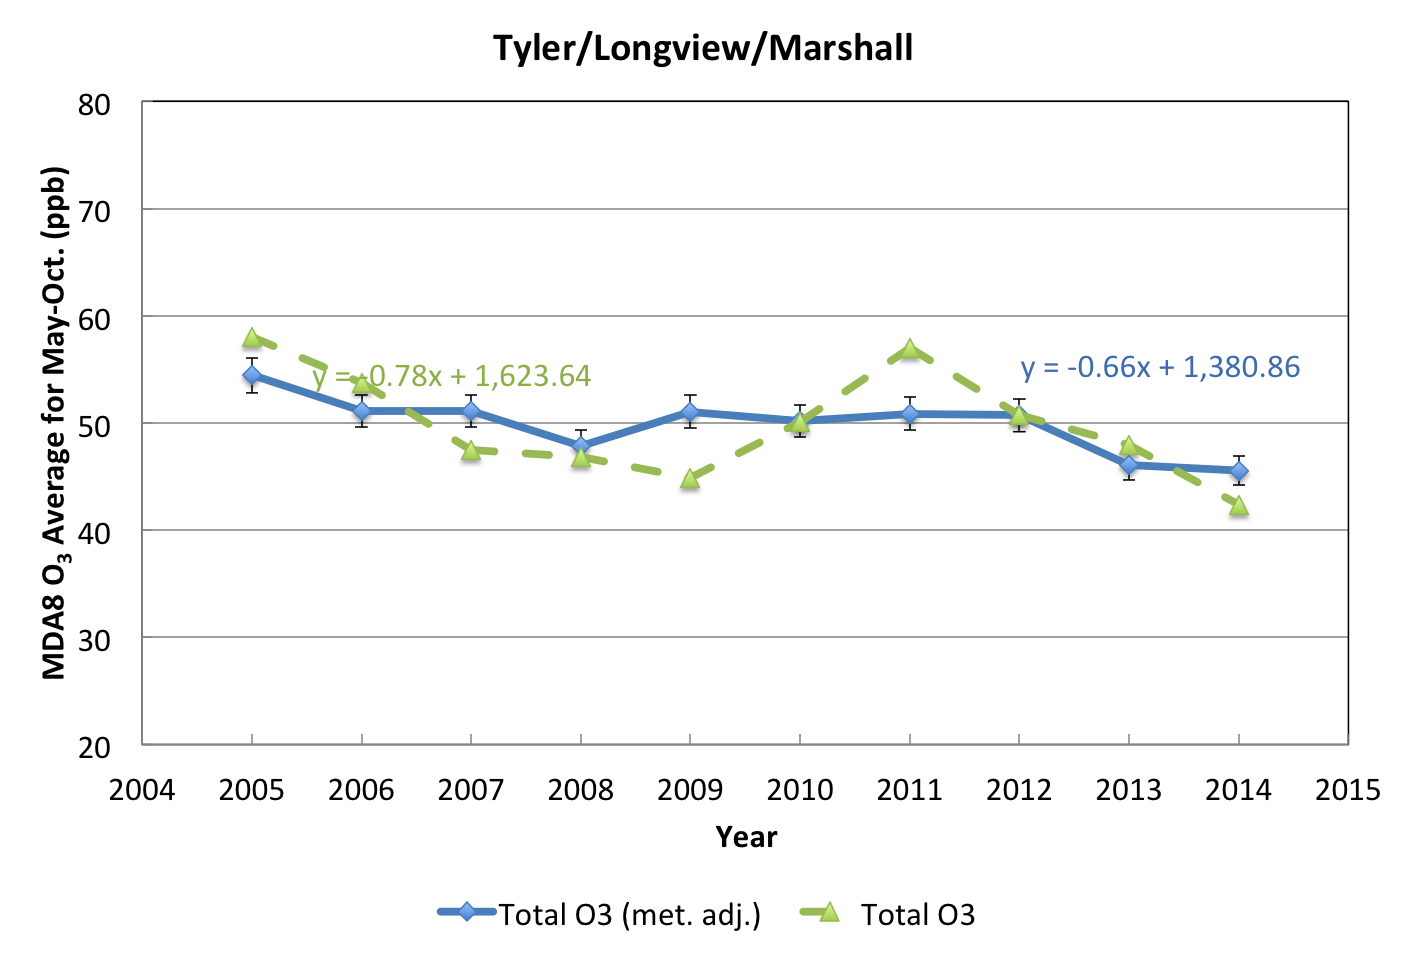 Tyler/Longview/Marshall
MDA8 O₃ Average for May-Oct. (ppb)
80
70
60
50
40
30
20
y = -0.78x + 1,623.64
y = -0.66x + 1,380.86
2004 2005 2006 2007 2008 2009 2010 2011 2012 2013 2014 2015
Year
Total O3 (met. adj.) Total O3